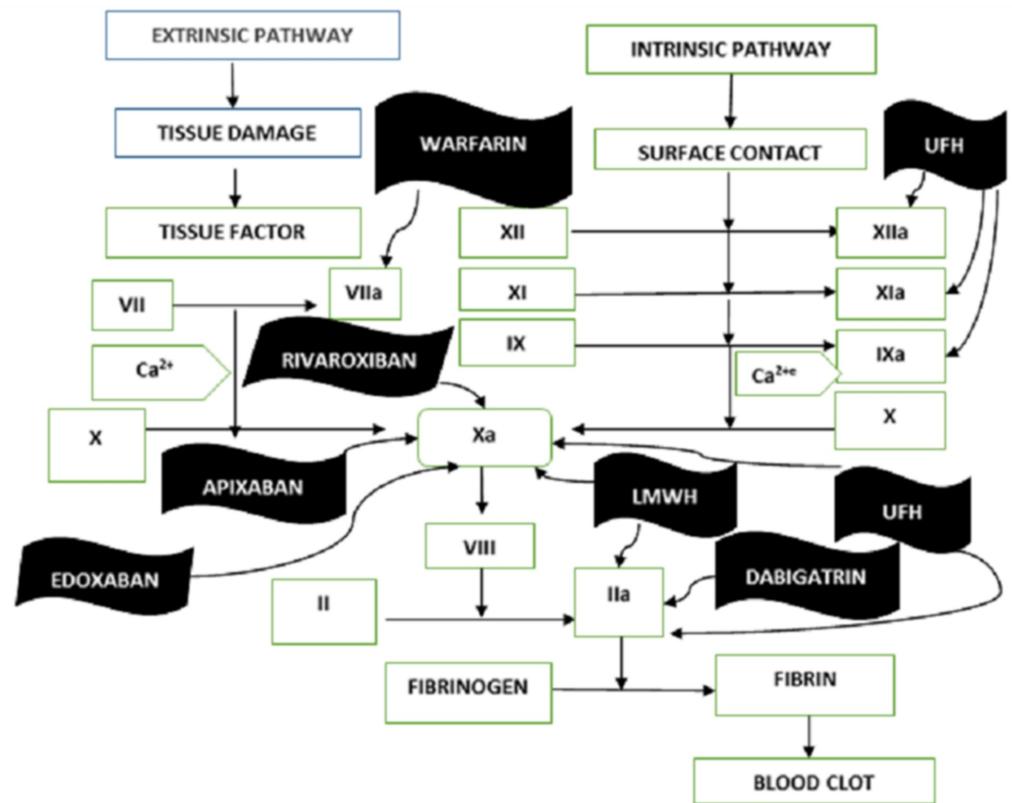 EXTRINSIC PATHWAY
INTRINSIC PATHWAY
TISSUE DAMAGE
WARFARIN
SURFACE CONTACT
UFH
TISSUE FACTOR
XII
XIIa
VII
VIIa
XI
XIa
RIVAROXIBAN
IX
IXa
Ca²⁺
Ca²⁺ᵉ
X
Xa
X
APIXABAN
LMWH
UFH
EDOXABAN
VIII
DABIGATRIN
II
IIa
FIBRINOGEN
FIBRIN
BLOOD CLOT